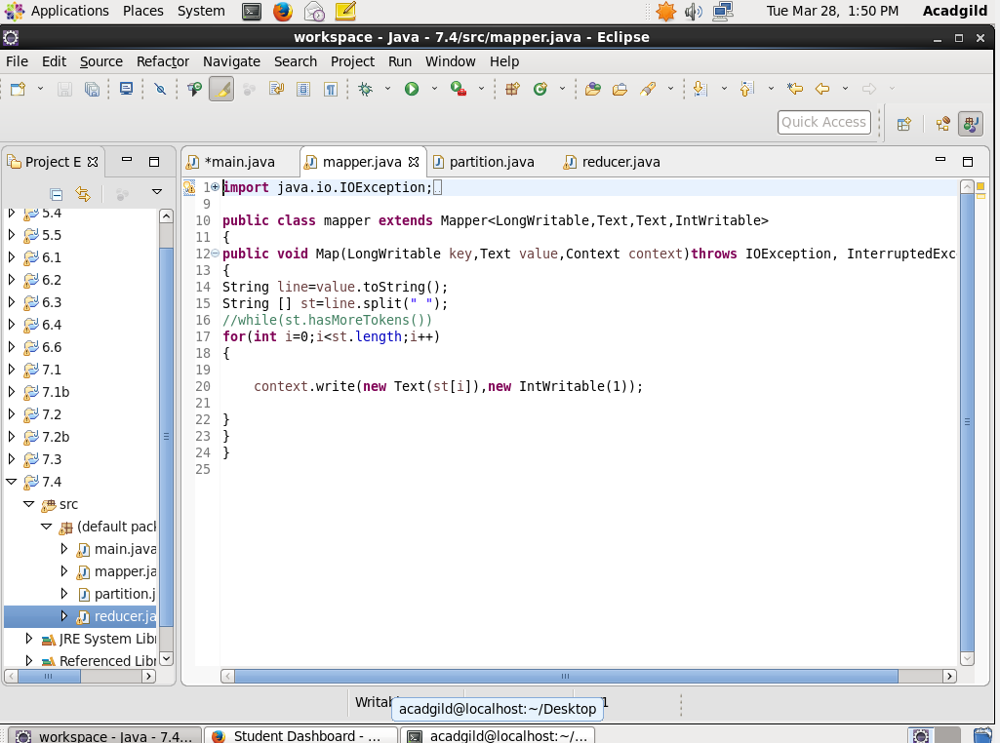 Applications Places System Tue Mar 28, 1:50 PM Acadgild
workspace - Java - 7.4/src/mapper.java - Eclipse
File Edit Source Refactor Navigate Search Project Run Window Help
Quick Access
Project E *main.java mapper.java partition.java reducer.java
5.4
5.5
6.1
6.2
6.3
6.4
6.6
7.1
7.1b
7.2
7.2b
7.3
7.4
src
(default pack
main.java
mapper.ja
partition.j
reducer.ja
JRE System Libr
Referenced Libr
1 import java.io.IOException;
9
10 public class mapper extends Mapper<LongWritable,Text,Text,IntWritable>
11 {
12 public void Map(LongWritable key,Text value,Context context)throws IOException, InterruptedExc
13 {
14 String line=value.toString();
15 String [] st=line.split(" ");
16 //while(st.hasMoreTokens())
17 for(int i=0;i<st.length;i++)
18 {
19
20 context.write(new Text(st[i]),new IntWritable(1));
21
22 }
23 }
24 }
25
Writab 1
acadgild@localhost:~/Desktop
workspace - Java - 7.4... Student Dashboard - ... acadgild@localhost:~/...